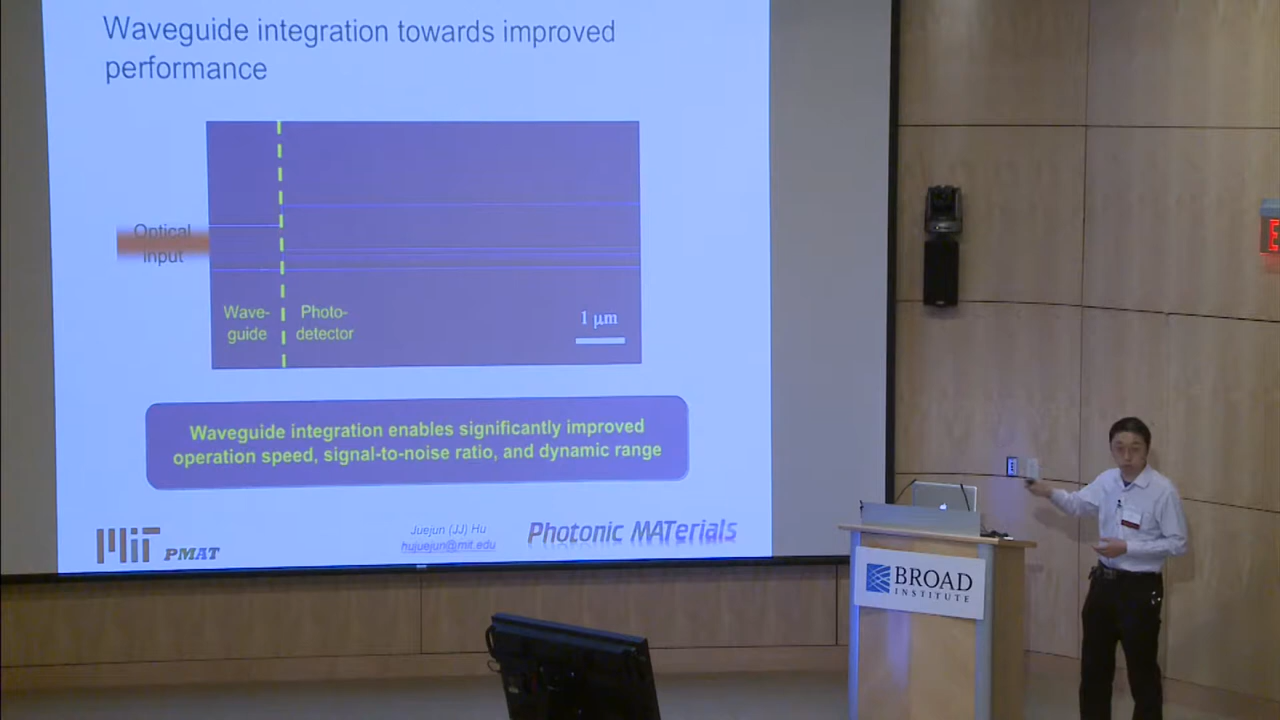 Waveguide integration towards improved
performance
Optical
input
Wave-
guide
Photo-
detector
1 μm
Waveguide integration enables significantly improved
operation speed, signal-to-noise ratio, and dynamic range
MIT PMAT
Juejun (JJ) Hu
hujuejun@mit.edu
Photonic MATerials
BROAD
INSTITUTE
E